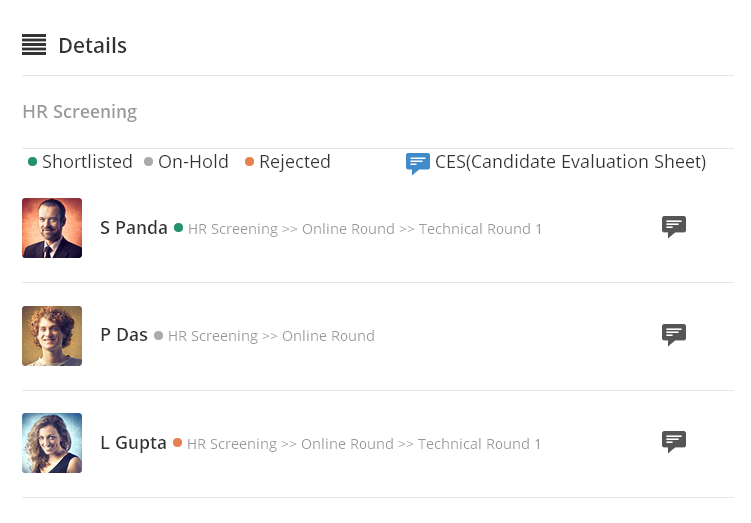 Details
HR Screening
Shortlisted On-Hold Rejected CES(Candidate Evaluation Sheet)
S Panda HR Screening >> Online Round >> Technical Round 1
P Das HR Screening >> Online Round
L Gupta HR Screening >> Online Round >> Technical Round 1